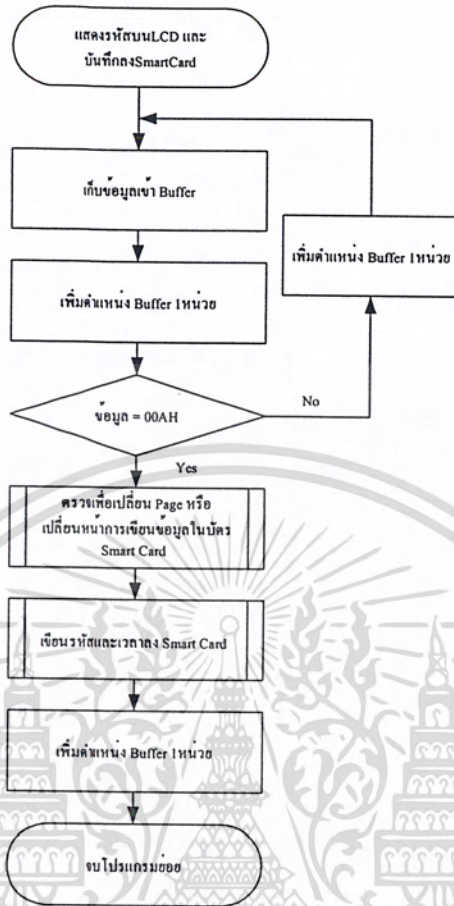 แสดงรหัสบนLCD และ
บันทึกลงSmartCard
เก็บข้อมูลเข้า Buffer
เพิ่มตำแหน่ง Buffer 1หน่วย
เพิ่มตำแหน่ง Buffer 1หน่วย
ข้อมูล = 00AH
No
Yes
ตรวจเพื่อเปลี่ยน Page หรือ
เปลี่ยนหน้าการเขียนข้อมูลในบัตร
Smart Card
เขียนรหัสและเวลาลง Smart Card
เพิ่มตำแหน่ง Buffer 1หน่วย
จบโปรแกรมย่อย